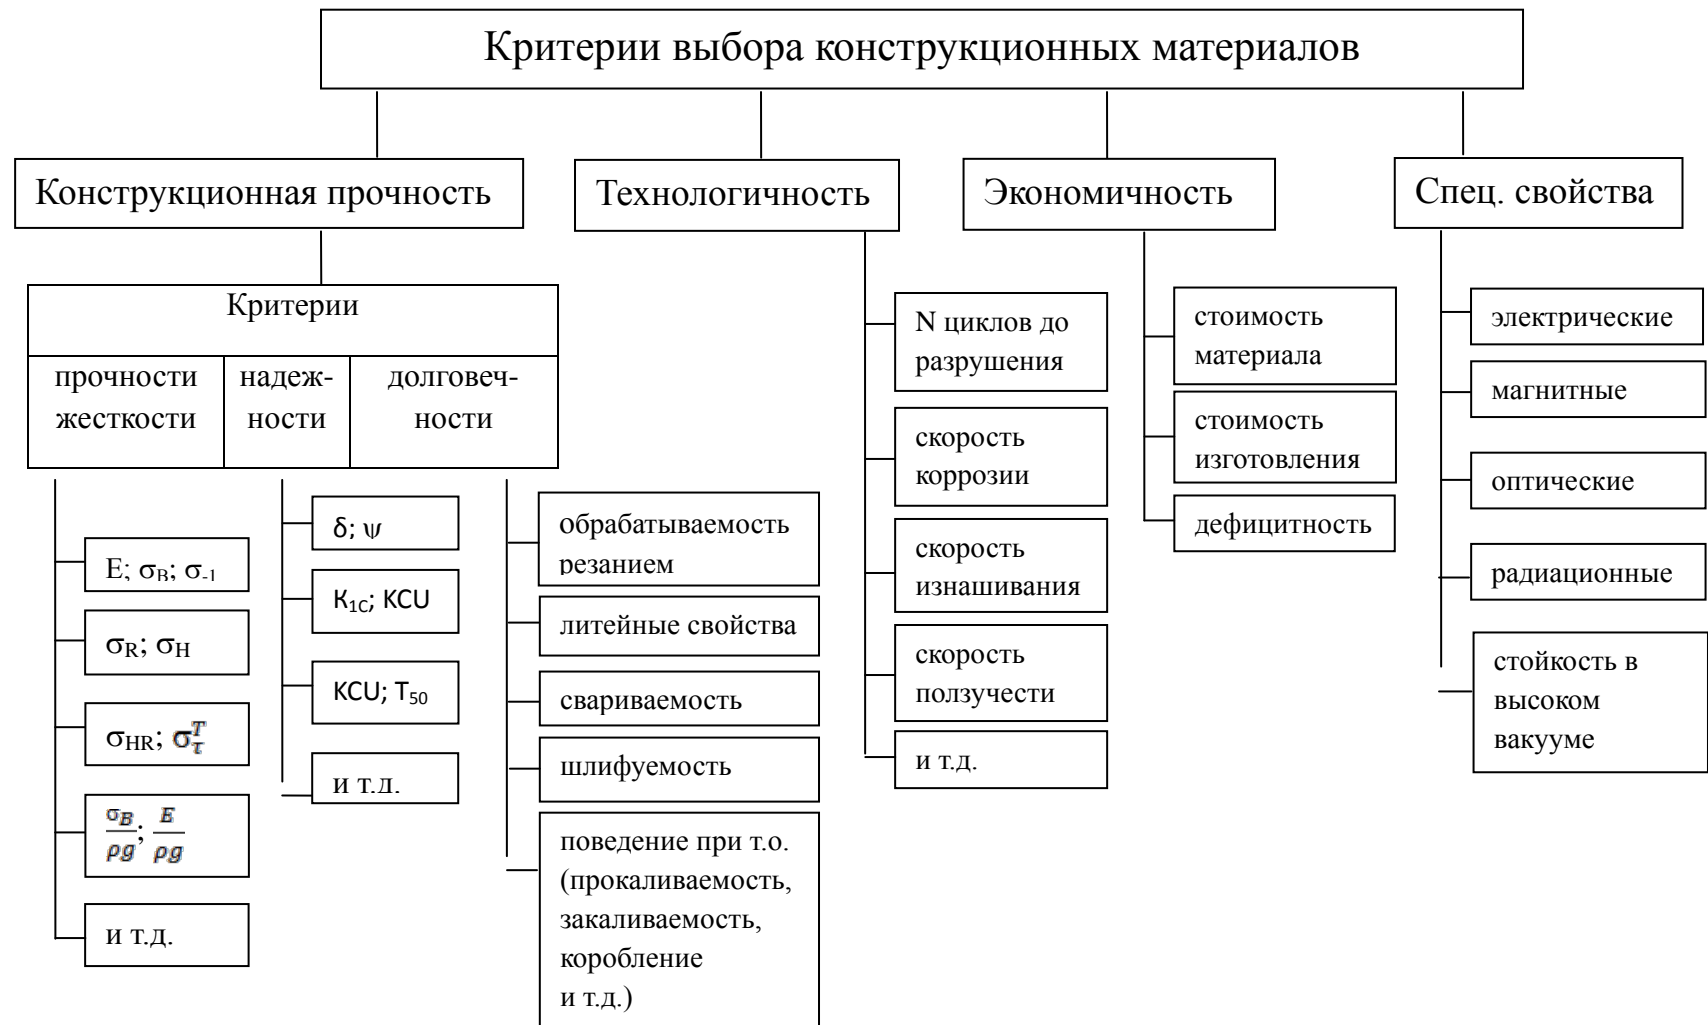 Критерии выбора конструкционных материалов
Конструкционная прочность
Технологичность
Экономичность
Спец. свойства
Критерии
прочности
жесткости
надеж-
ности
долговеч-
ности
E; σB; σ-1
σR; σH
σHR; σTτ
σB/ρg; E/ρg
и т.д.
δ; ψ
K1C; KCU
KCU; T50
и т.д.
обрабатываемость
резанием
литейные свойства
свариваемость
шлифуемость
поведение при т.о.
(прокаливаемость,
закаливаемость,
коробление
и т.д.)
N циклов до
разрушения
скорость
коррозии
скорость
изнашивания
скорость
ползучести
и т.д.
стоимость
материала
стоимость
изготовления
дефицитность
электрические
магнитные
оптические
радиационные
стойкость в
высоком
вакууме